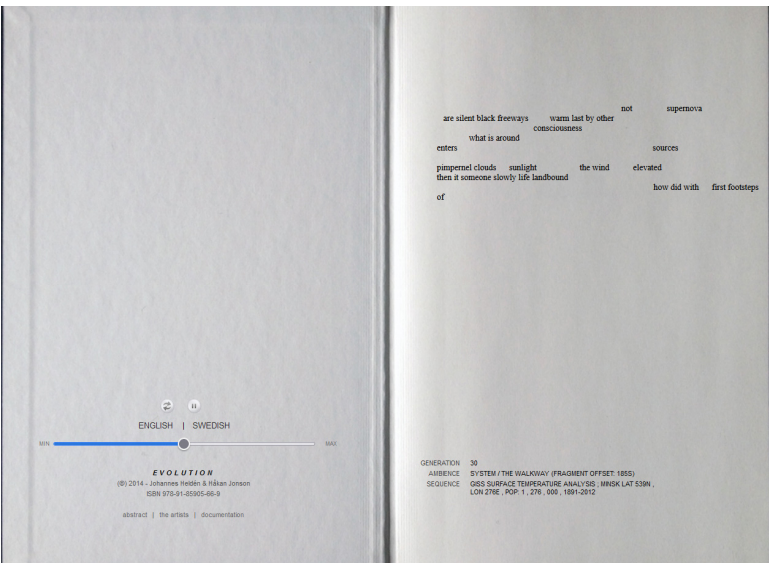 ENGLISH | SWEDISH
MIN MAX
EVOLUTION
(©) 2014 - Johannes Heldén & Håkan Jonson
ISBN 978-91-85905-66-9
abstract | the artists | documentation
not supernova
are silent black freeways warm last by other
consciousness
what is around
enters sources
pimpernel clouds sunlight the wind elevated
then it someone slowly life landbound
how did with first footsteps
of
GENERATION 30
AMBIENCE SYSTEM / THE WALKWAY (FRAGMENT OFFSET: 185S)
SEQUENCE GISS SURFACE TEMPERATURE ANALYSIS ; MINSK LAT 539N ,
LON 276E , POP: 1 , 276 , 000 , 1891-2012